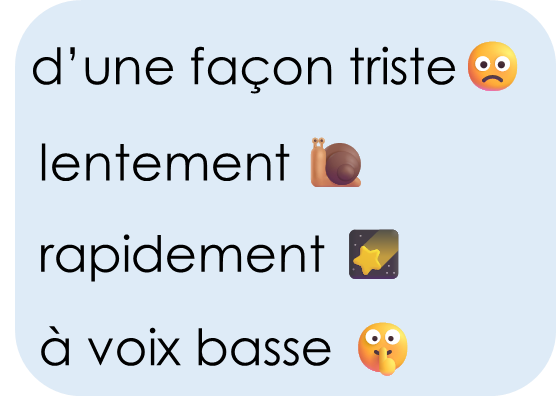 d’une façon triste
lentement
rapidement
à voix basse